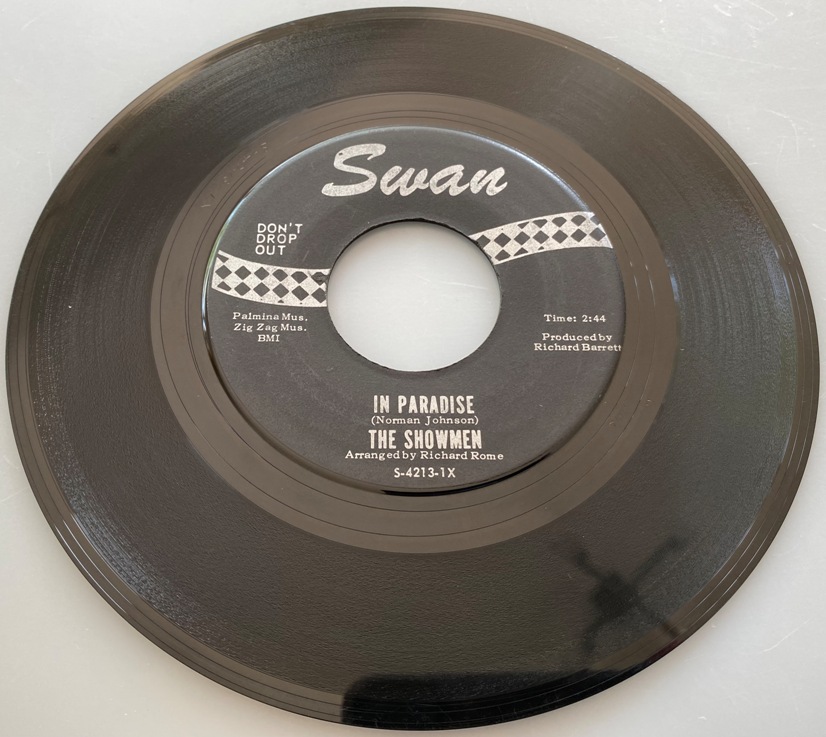 Swan
DON'T
DROP
OUT
Palmina Mus.
Zig Zag Mus.
BMI
Time: 2:44
Produced by
Richard Barrett
IN PARADISE
(Norman Johnson)
THE SHOWMEN
Arranged by Richard Rome
S-4213-1X